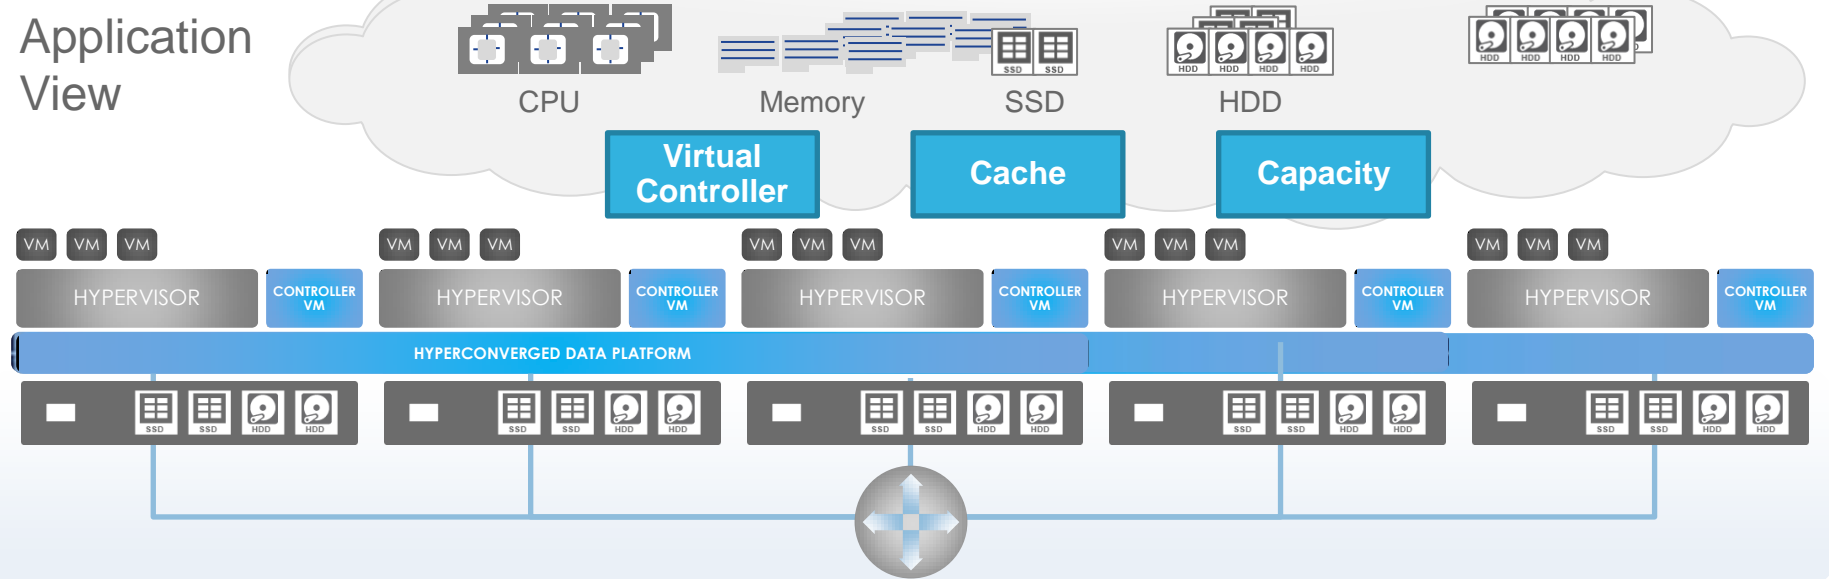 Application
View
CPU
Memory
SSD SSD
SSD
HDD HDD HDD HDD
HDD
HDD HDD HDD HDD
Virtual
Controller
Cache
Capacity
VM VM VM
VM VM VM
VM VM VM
VM VM VM
VM VM VM
HYPERVISOR
CONTROLLER
VM
HYPERVISOR
CONTROLLER
VM
HYPERVISOR
CONTROLLER
VM
HYPERVISOR
CONTROLLER
VM
HYPERVISOR
CONTROLLER
VM
HYPERCONVERGED DATA PLATFORM
SSD SSD HDD HDD
SSD SSD HDD HDD
SSD SSD HDD HDD
SSD SSD HDD HDD
SSD SSD HDD HDD